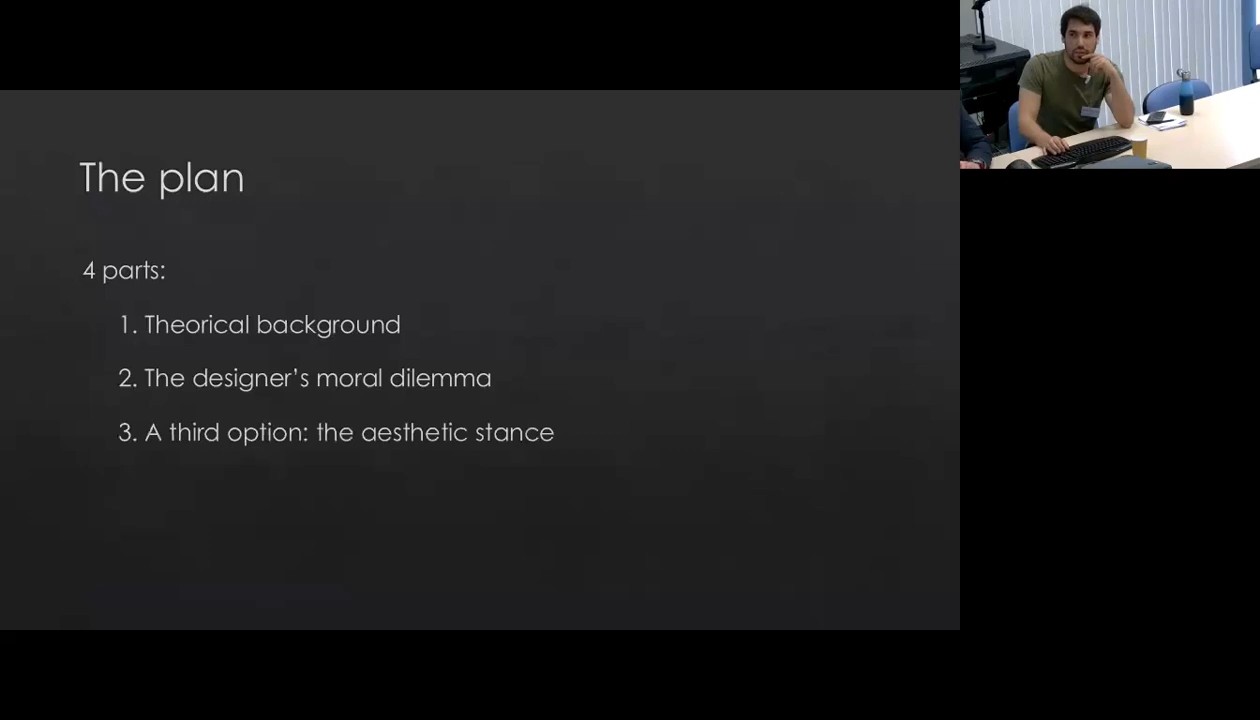 The plan
4 parts:
1. Theorical background
2. The designer’s moral dilemma
3. A third option: the aesthetic stance